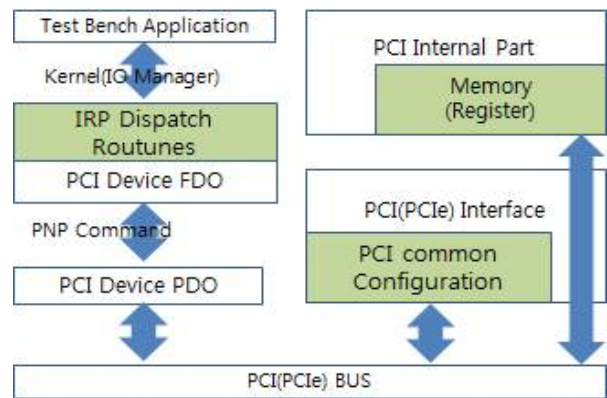 Test Bench Application
Kernel(IO Manager)
IRP Dispatch
Routunes
PCI Device FDO
PNP Command
PCI Device PDO
PCI Internal Part
Memory
(Register)
PCI(PCIe) Interface
PCI common
Configuration
PCI(PCIe) BUS